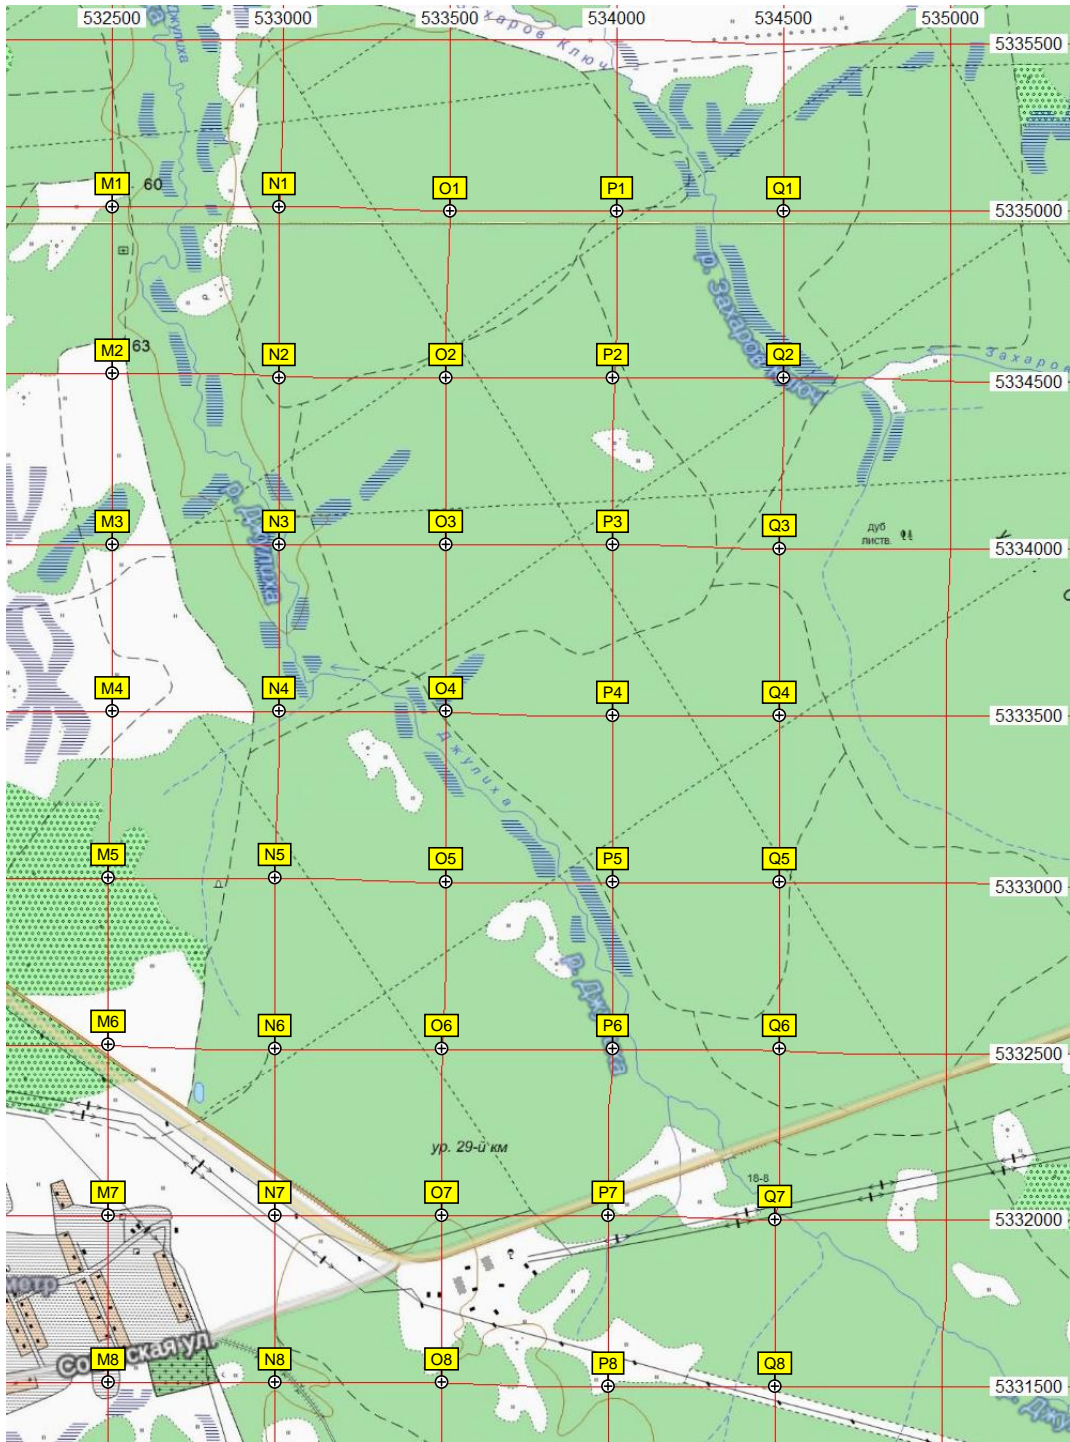 532500 533000 533500 534000 534500 535000
Джулиха
Захаров Ключ
5335500
M1 60 N1 O1 P1 Q1
5335000
р. Захаров Ключ
M2 63 N2 O2 P2 Q2
Захаров
5334500
р. Джулиха
M3 N3 O3 P3 Q3
дуб
листв.
5334000
M4 N4 O4 P4 Q4
5333500
Джулиха
M5 N5 O5 P5 Q5
5333000
р. Джулиха
M6 N6 O6 P6 Q6
5332500
ур. 29-й км
18-8
M7 N7 O7 P7 Q7
5332000
метр
Советская ул.
M8 N8 O8 P8 Q8
5331500